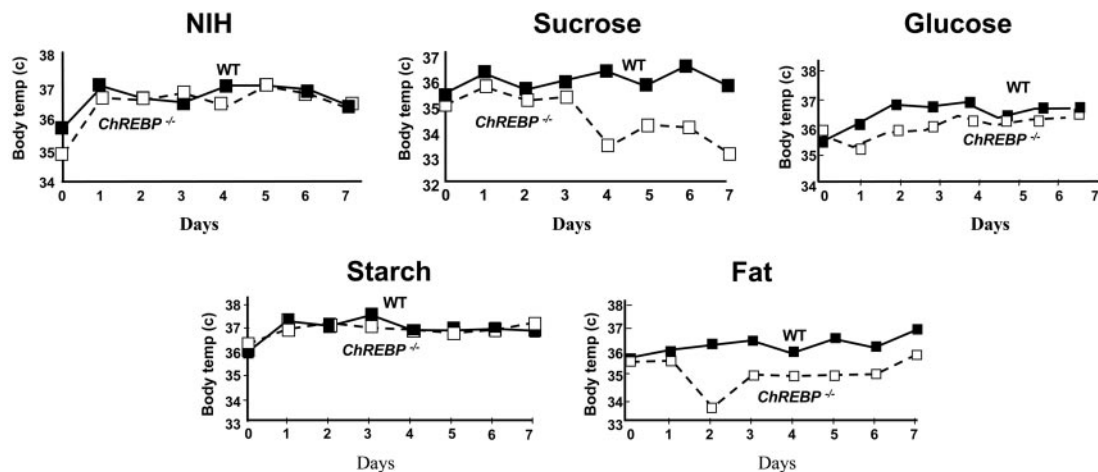 NIH
Body temp (c)
38
37
36
35
34
WT
ChREBP -/-
0 1 2 3 4 5 6 7
Days
Sucrose
Body temp (c)
37
36
35
34
33
32
WT
ChREBP -/-
0 1 2 3 4 5 6 7
Days
Glucose
Body temp (c)
38
37
36
35
34
WT
ChREBP -/-
0 1 2 3 4 5 6 7
Days
Starch
Body temp (c)
38
37
36
35
34
33
WT
ChREBP -/-
0 1 2 3 4 5 6 7
Days
Fat
Body temp (c)
38
37
36
35
34
33
WT
ChREBP -/-
0 1 2 3 4 5 6 7
Days